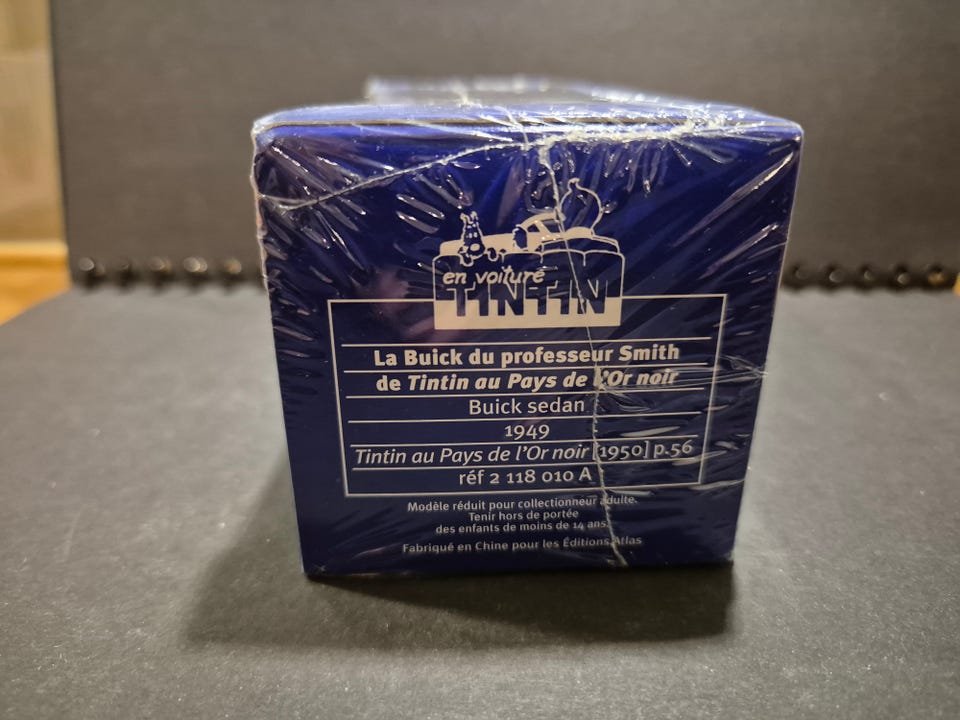 en voiture
TINTIN
La Buick du professeur Smith
de Tintin au Pays de l'Or noir
Buick sedan
1949
Tintin au Pays de l'Or noir [1950] p.56
réf 2 118 010 A
Modèle réduit pour collectionneur adulte.
Tenir hors de portée
des enfants de moins de 14 ans.
Fabriqué en Chine pour les Éditions Atlas